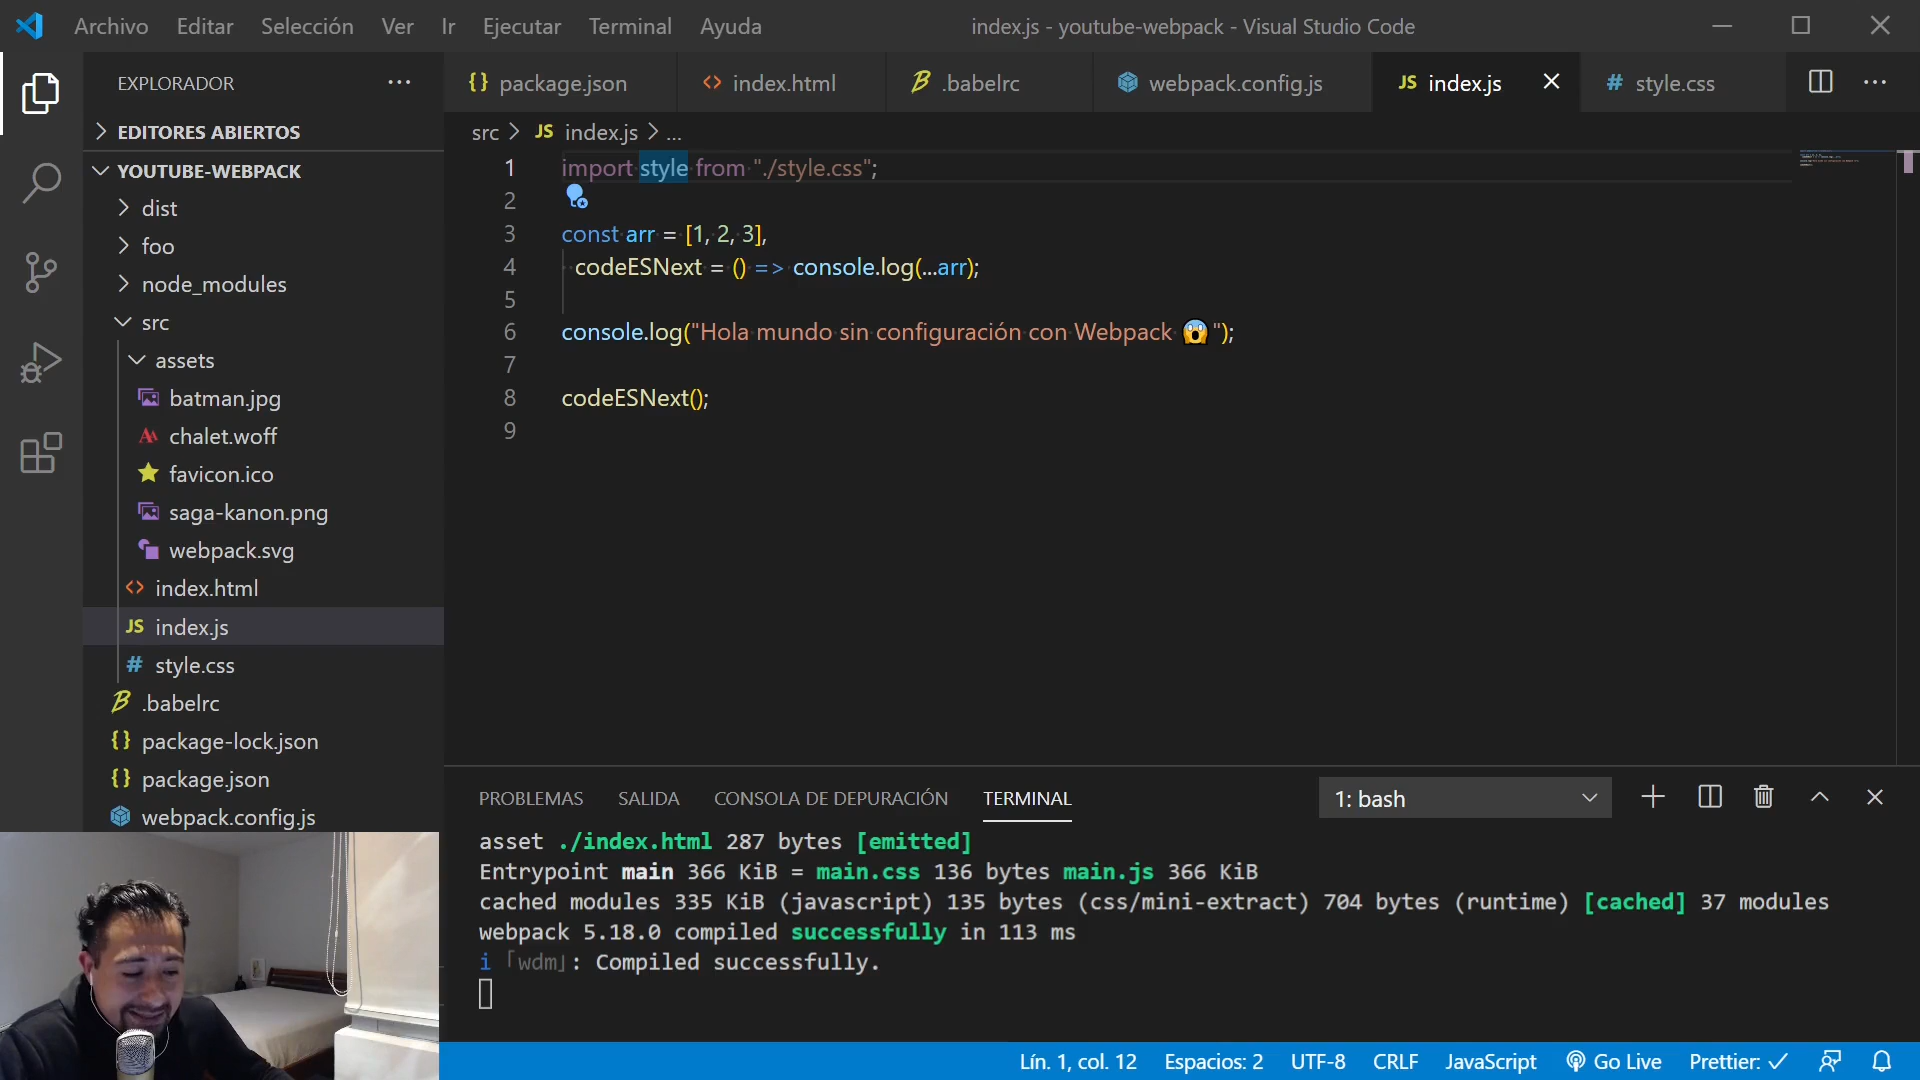 Archivo Editar Selección Ver Ir Ejecutar Terminal Ayuda index.js - youtube-webpack - Visual Studio Code
EXPLORADOR
EDITORES ABIERTOS
YOUTUBE-WEBPACK
dist
foo
node_modules
src
assets
batman.jpg
chalet.woff
favicon.ico
saga-kanon.png
webpack.svg
index.html
JS index.js
# style.css
.babelrc
{} package-lock.json
{} package.json
webpack.config.js
{} package.json <> index.html .babelrc webpack.config.js JS index.js # style.css
src > JS index.js > ...
1 import style from "./style.css";
2
3 const arr = [1, 2, 3],
4 codeESNext = () => console.log(...arr);
5
6 console.log("Hola mundo sin configuración con Webpack 😱");
7
8 codeESNext();
9
PROBLEMAS SALIDA CONSOLA DE DEPURACIÓN TERMINAL 1: bash
asset ./index.html 287 bytes [emitted]
Entrypoint main 366 KiB = main.css 136 bytes main.js 366 KiB
cached modules 335 KiB (javascript) 135 bytes (css/mini-extract) 704 bytes (runtime) [cached] 37 modules
webpack 5.18.0 compiled successfully in 113 ms
i ｢wdm｣: Compiled successfully.
Lín. 1, col. 12 Espacios: 2 UTF-8 CRLF JavaScript Go Live Prettier: ✓